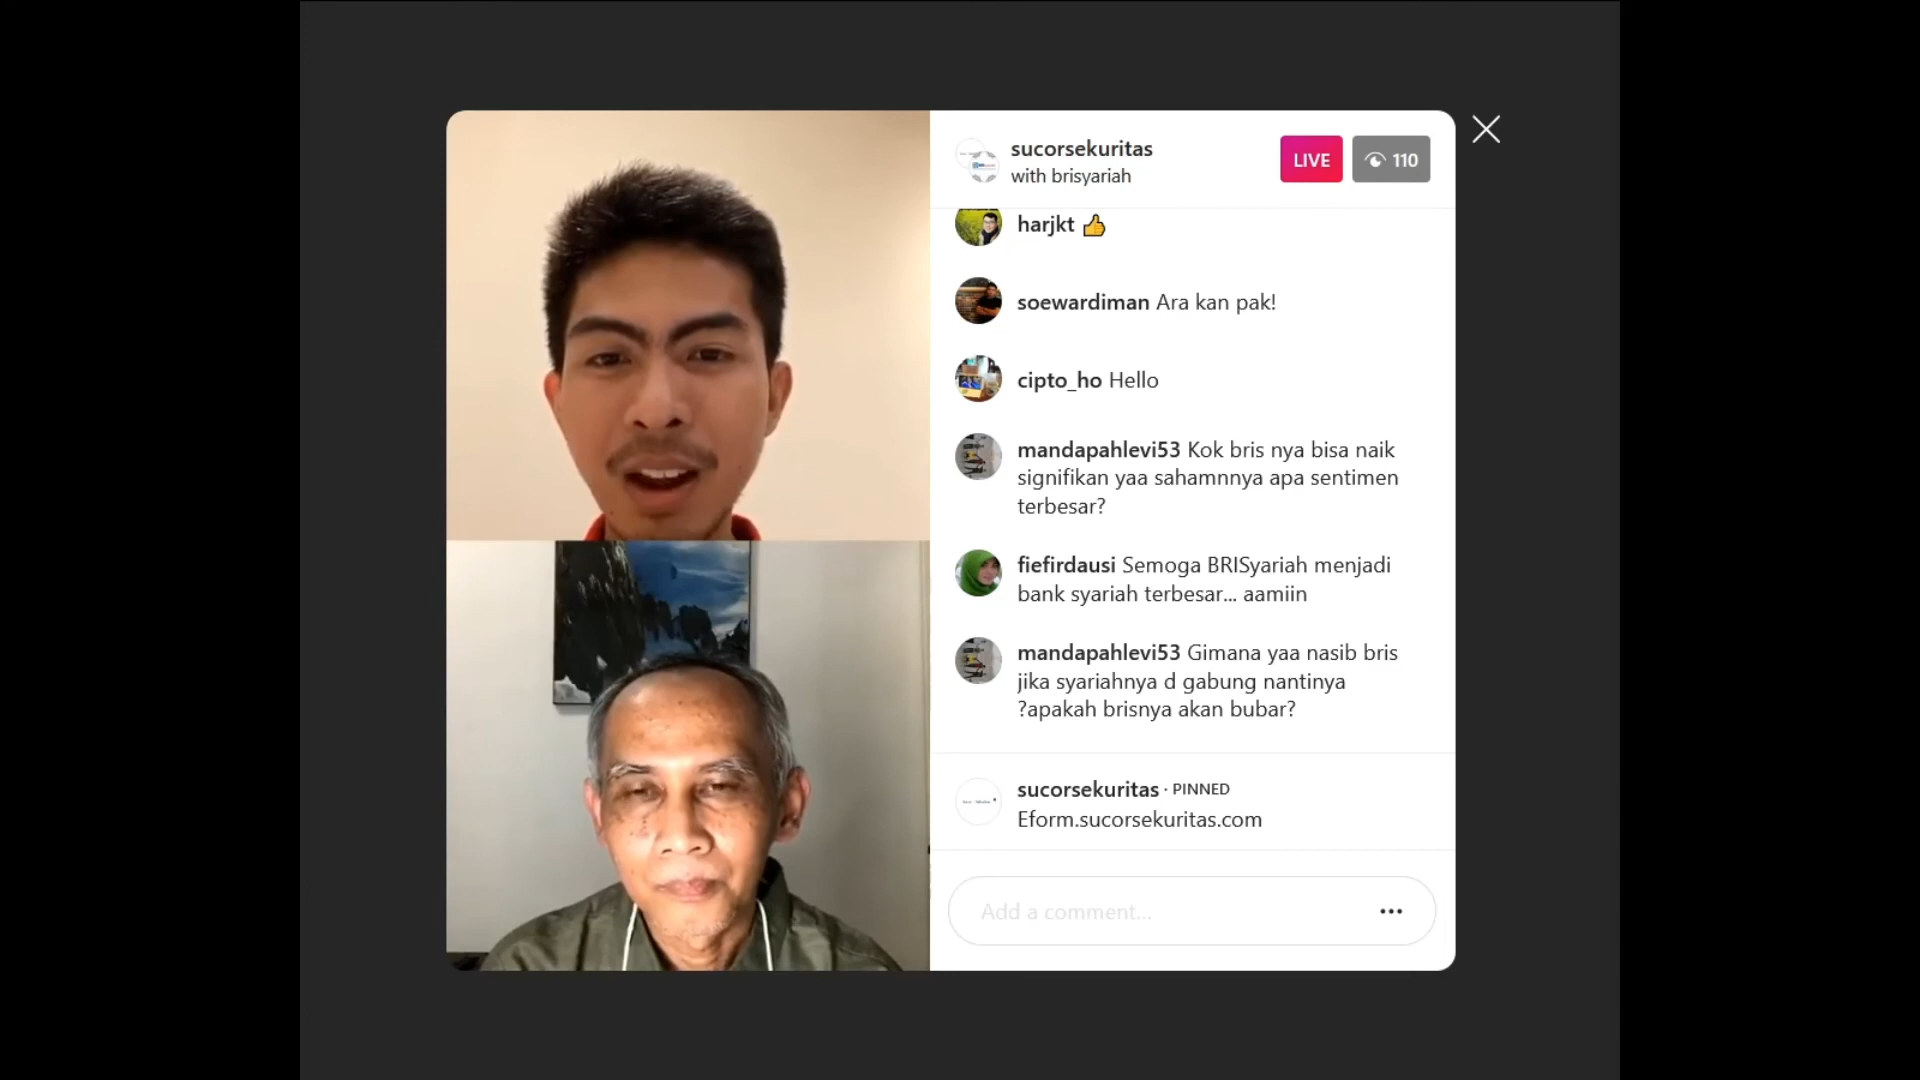 sucorsekuritas
with brisyariah
LIVE
110
harjkt 👍
soewardiman Ara kan pak!
cipto_ho Hello
mandapahlevi53 Kok bris nya bisa naik
signifikan yaa sahamnnya apa sentimen
terbesar?
fiefirdausi Semoga BRISyariah menjadi
bank syariah terbesar... aamiin
mandapahlevi53 Gimana yaa nasib bris
jika syariahnya d gabung nantinya
?apakah brisnya akan bubar?
sucorsekuritas · PINNED
Eform.sucorsekuritas.com
Add a comment...